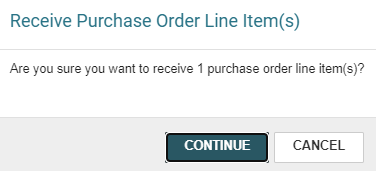 Receive Purchase Order Line Item(s)
Are you sure you want to receive 1 purchase order line item(s)?
CONTINUE CANCEL